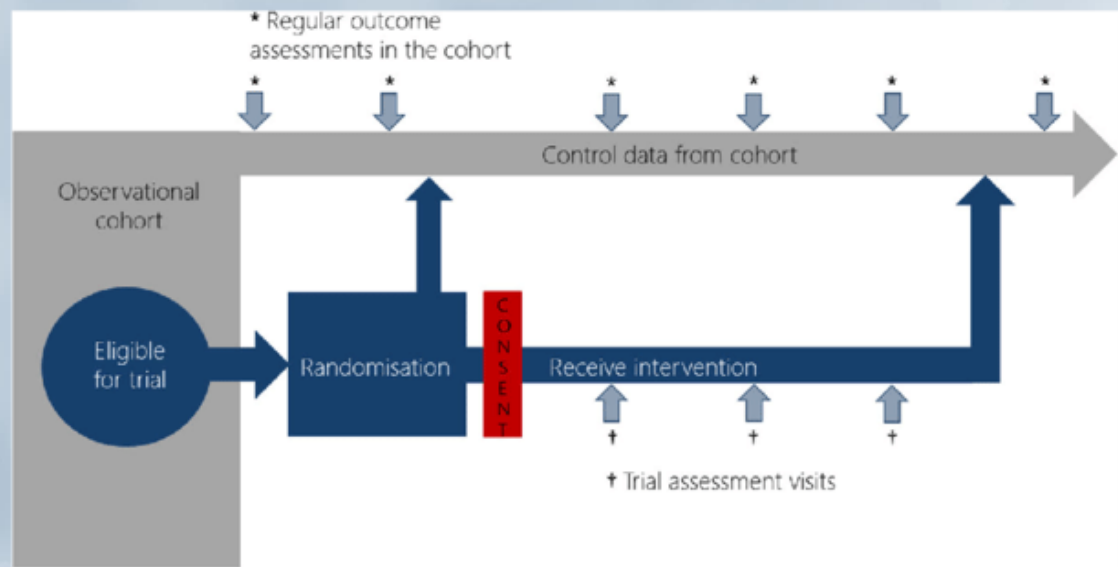 * Regular outcome
assessments in the cohort
* * * * * *
Control data from cohort
Observational
cohort
Eligible
for trial
Randomisation
CONSENT
Receive intervention
† † †
† Trial assessment visits